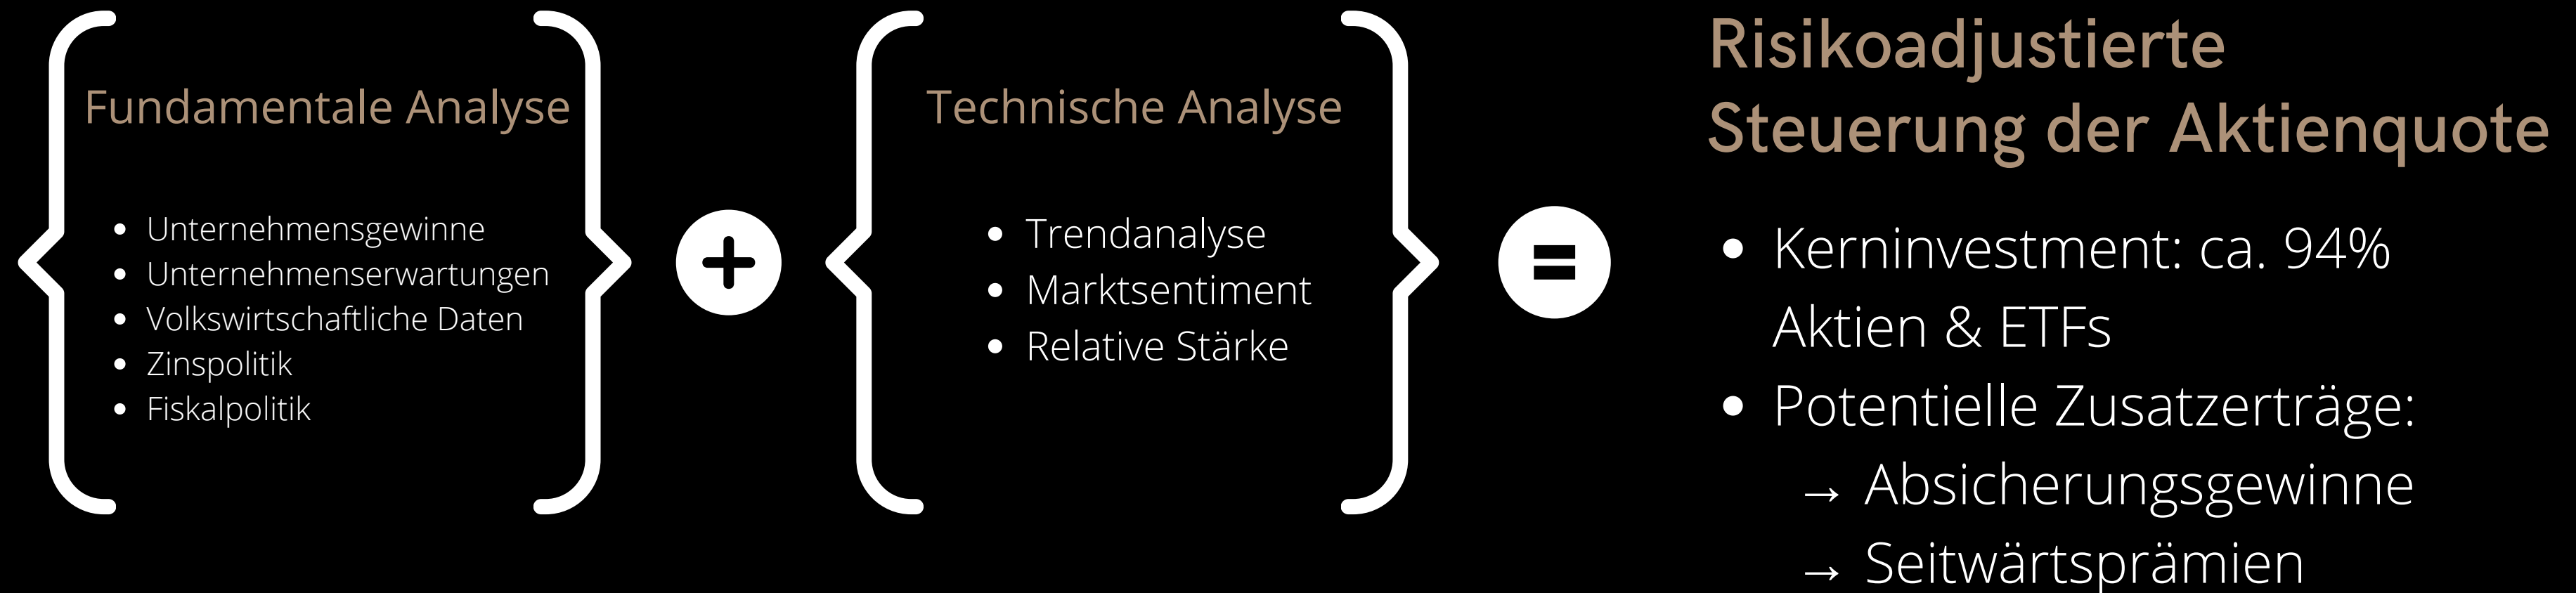 Fundamentale Analyse
• Unternehmensgewinne
• Unternehmenserwartungen
• Volkswirtschaftliche Daten
• Zinspolitik
• Fiskalpolitik
+
Technische Analyse
• Trendanalyse
• Marktsentiment
• Relative Stärke
=
Risikoadjustierte
Steuerung der Aktienquote
• Kerninvestment: ca. 94%
Aktien & ETFs
• Potentielle Zusatzerträge:
→ Absicherungsgewinne
→ Seitwärtsprämien